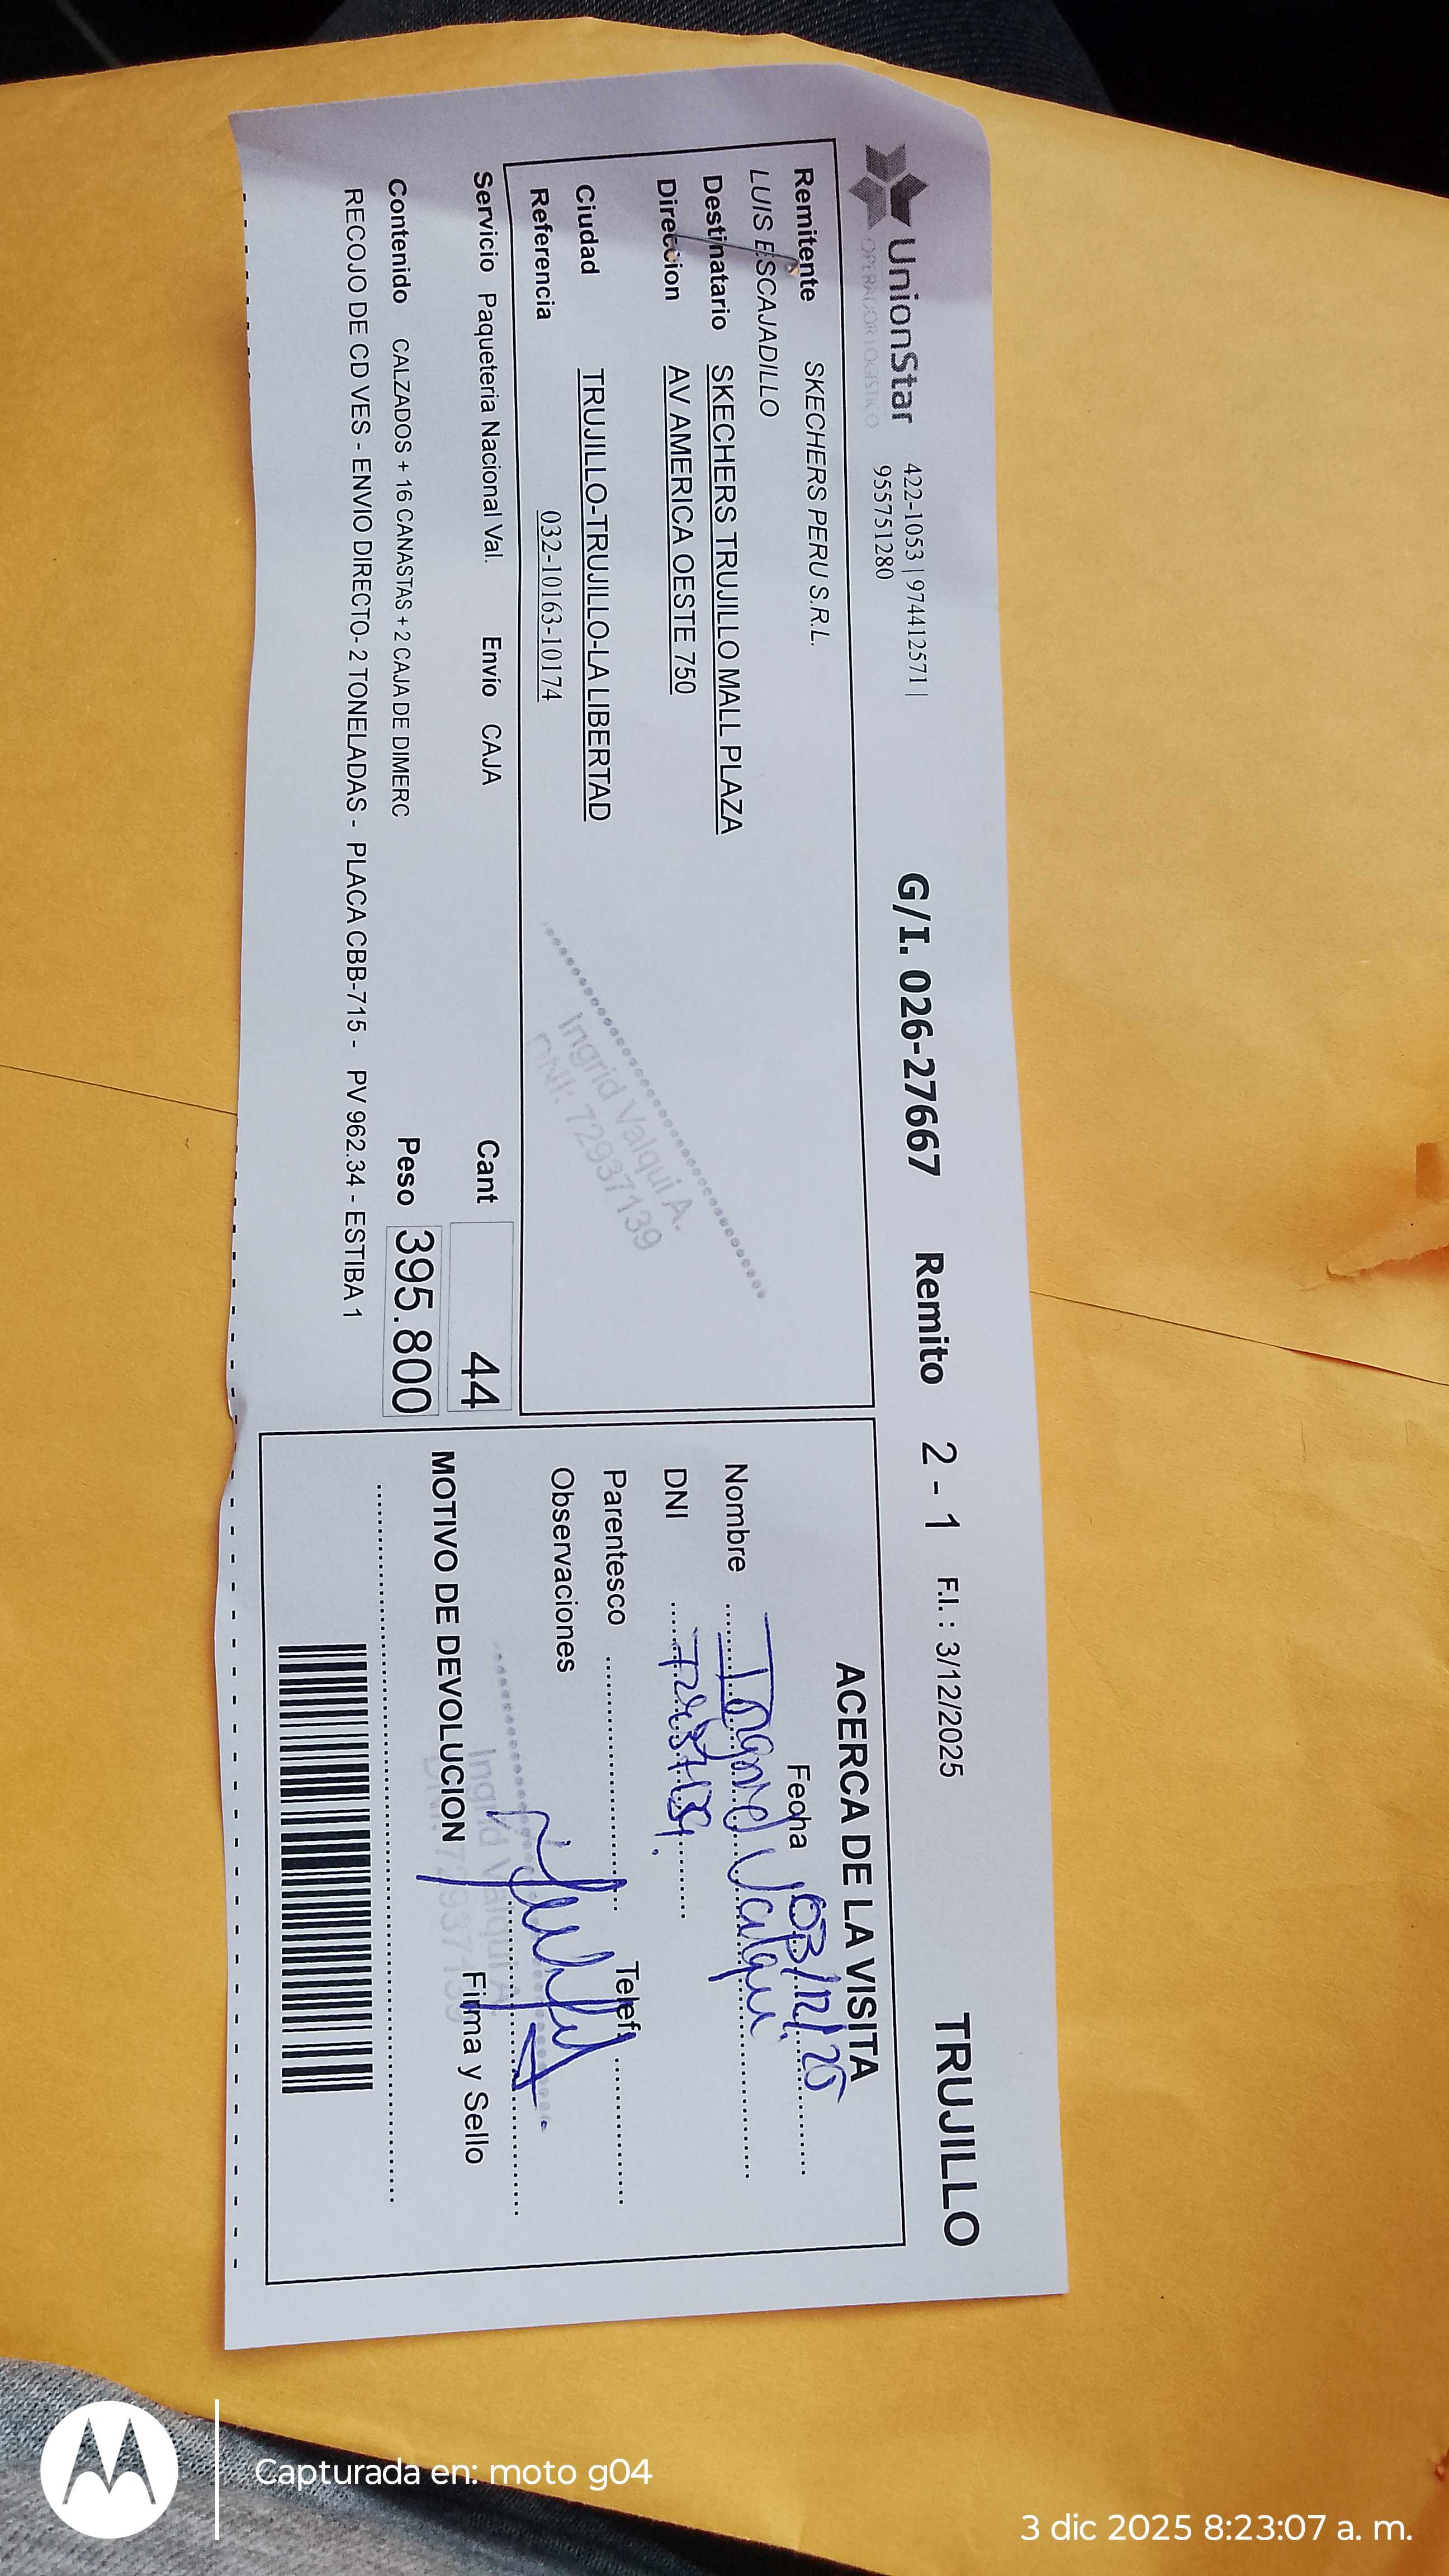 UnionStar
OPERADOR LOGISTICO
422-1053 | 974412571 |
955751280
G/I. 026-27667 Remito 2 - 1 F.I. : 3/12/2025 TRUJILLO
Remitente SKECHERS PERU S.R.L.
LUIS ESCAJADILLO
Destinatario SKECHERS TRUJILLO MALL PLAZA
Direccion AV AMERICA OESTE 750
Ciudad TRUJILLO-TRUJILLO-LA LIBERTAD
Referencia 032-10163-10174
Ingrid Valqui A.
DNI: 72937139
Servicio Paqueteria Nacional Val. Envío CAJA Cant 44
Contenido CALZADOS + 16 CANASTAS + 2 CAJA DE DIMERC Peso 395.800
RECOJO DE CD VES - ENVIO DIRECTO- 2 TONELADAS - PLACA CBB-715 - PV 962.34 - ESTIBA 1
ACERCA DE LA VISITA
Fecha 03/12/25
Nombre Ingrid Valqui
DNI 72937139.
Parentesco Telef.
Observaciones
Ingrid Valqui A.
DNI: 72937139
Firma y Sello
MOTIVO DE DEVOLUCION
Capturada en: moto g04
3 dic 2025 8:23:07 a. m.